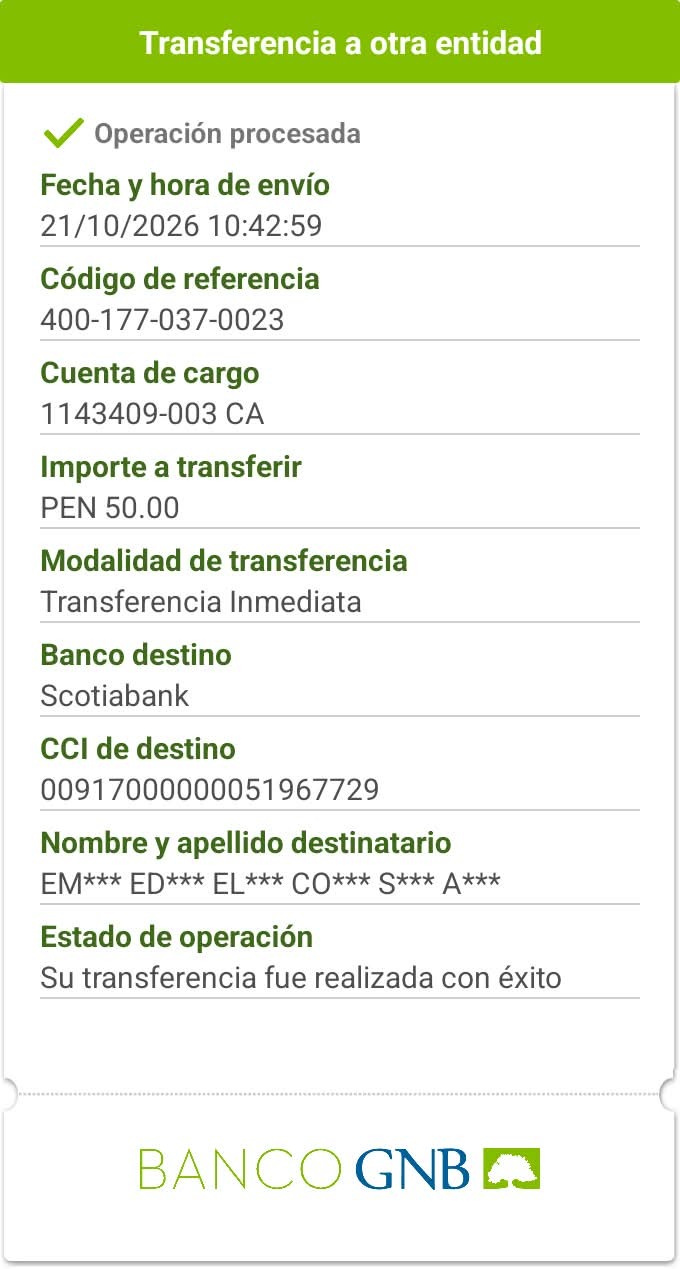 Transferencia a otra entidad
Operación procesada
Fecha y hora de envío
21/10/2026 10:42:59
Código de referencia
400-177-037-0023
Cuenta de cargo
1143409-003 CA
Importe a transferir
PEN 50.00
Modalidad de transferencia
Transferencia Inmediata
Banco destino
Scotiabank
CCI de destino
00917000000051967729
Nombre y apellido destinatario
EM*** ED*** EL*** CO*** S*** A***
Estado de operación
Su transferencia fue realizada con éxito
BANCO GNB